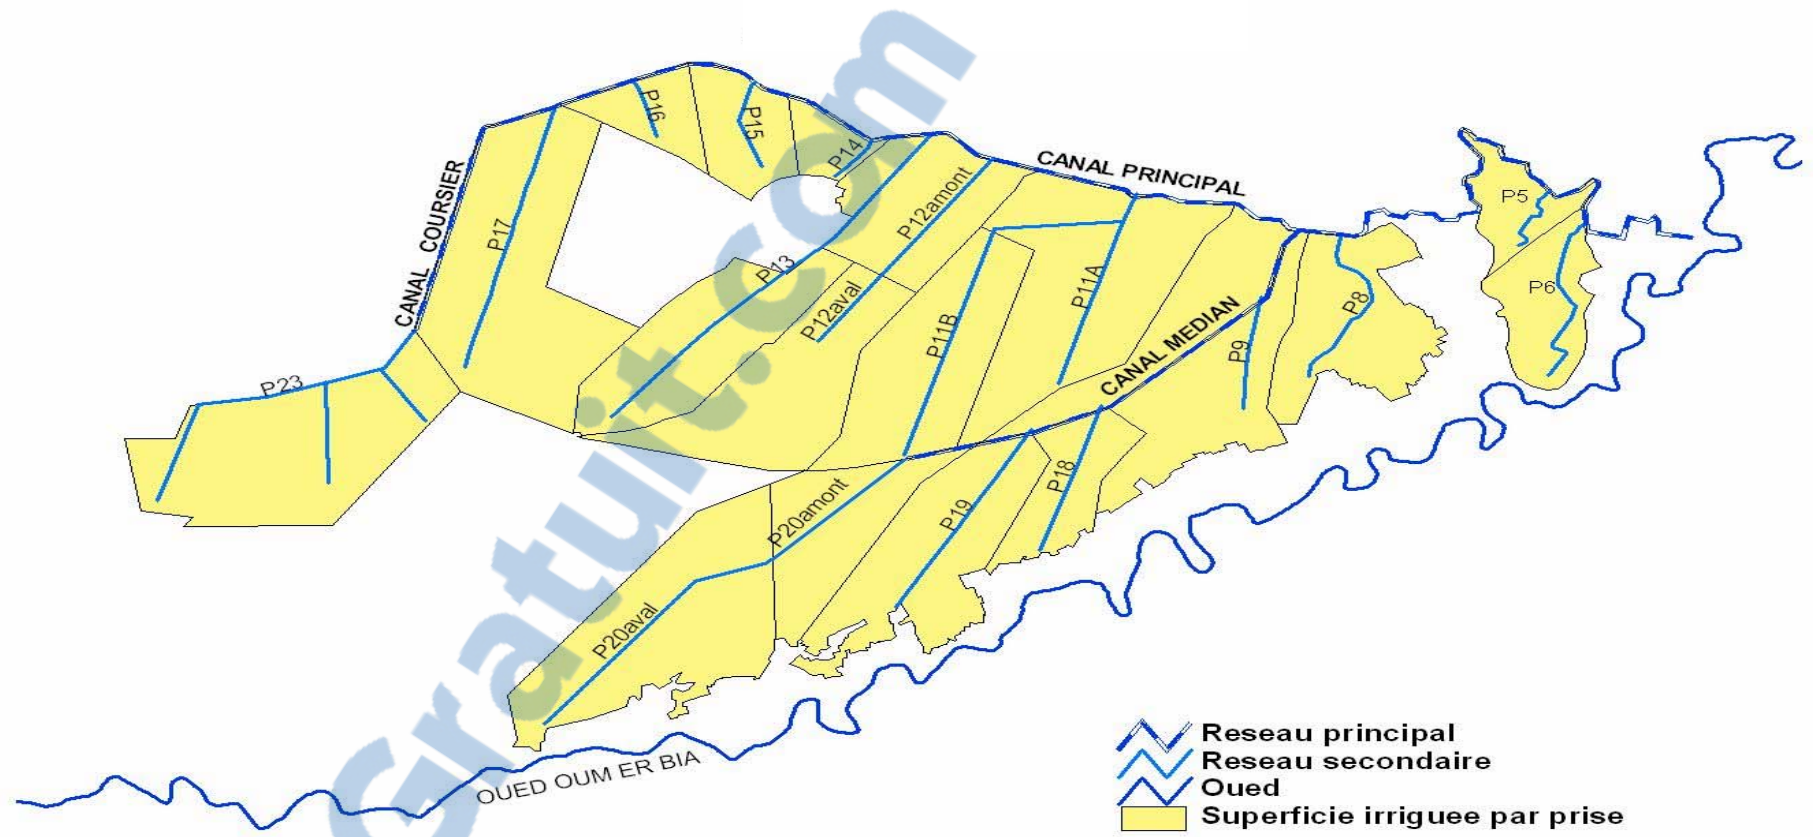 P16
P15
P14
CANAL PRINCIPAL
P5
CANAL COURSIER
P17
P12amont
P13
P11A
P6
P8
P12aval
P11B
CANAL MEDIAN
P9
P23
P18
P20amont
P19
P20aval
OUED OUM ER BIA
Reseau principal
Reseau secondaire
Oued
Superficie irriguee par prise
Gratuit.com